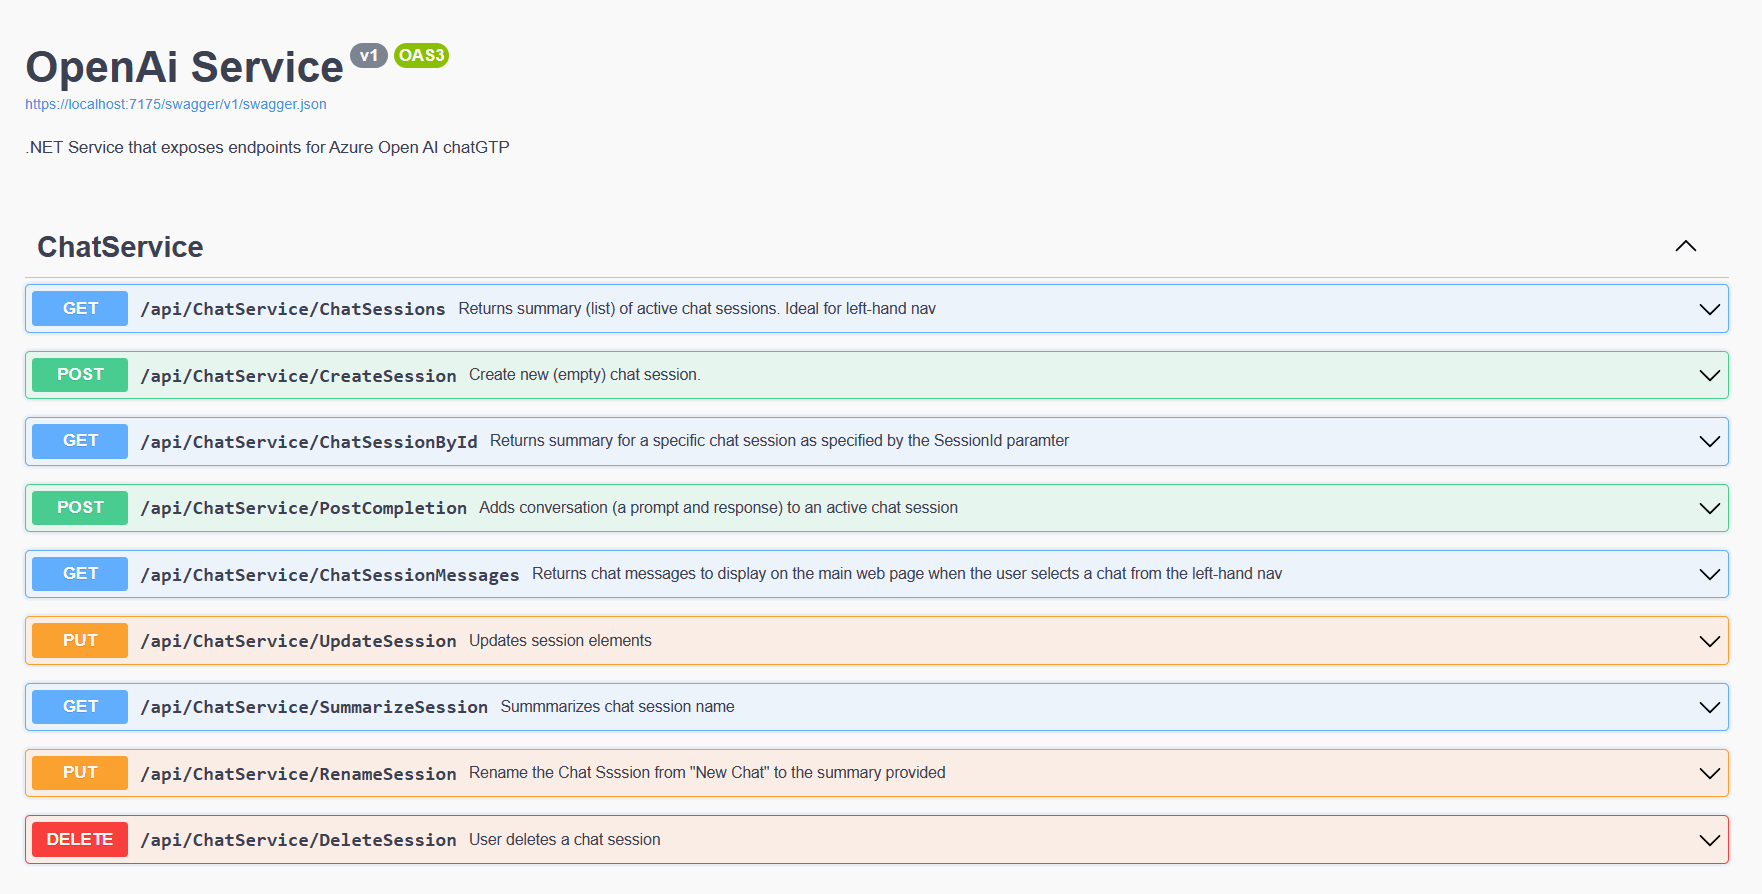 OpenAi Service v1 OAS3
https://localhost:7175/swagger/v1/swagger.json
.NET Service that exposes endpoints for Azure Open AI chatGTP
ChatService
GET /api/ChatService/ChatSessions Returns summary (list) of active chat sessions. Ideal for left-hand nav
POST /api/ChatService/CreateSession Create new (empty) chat session.
GET /api/ChatService/ChatSessionById Returns summary for a specific chat session as specified by the SessionId paramter
POST /api/ChatService/PostCompletion Adds conversation (a prompt and response) to an active chat session
GET /api/ChatService/ChatSessionMessages Returns chat messages to display on the main web page when the user selects a chat from the left-hand nav
PUT /api/ChatService/UpdateSession Updates session elements
GET /api/ChatService/SummarizeSession Summmarizes chat session name
PUT /api/ChatService/RenameSession Rename the Chat Ssssion from "New Chat" to the summary provided
DELETE /api/ChatService/DeleteSession User deletes a chat session